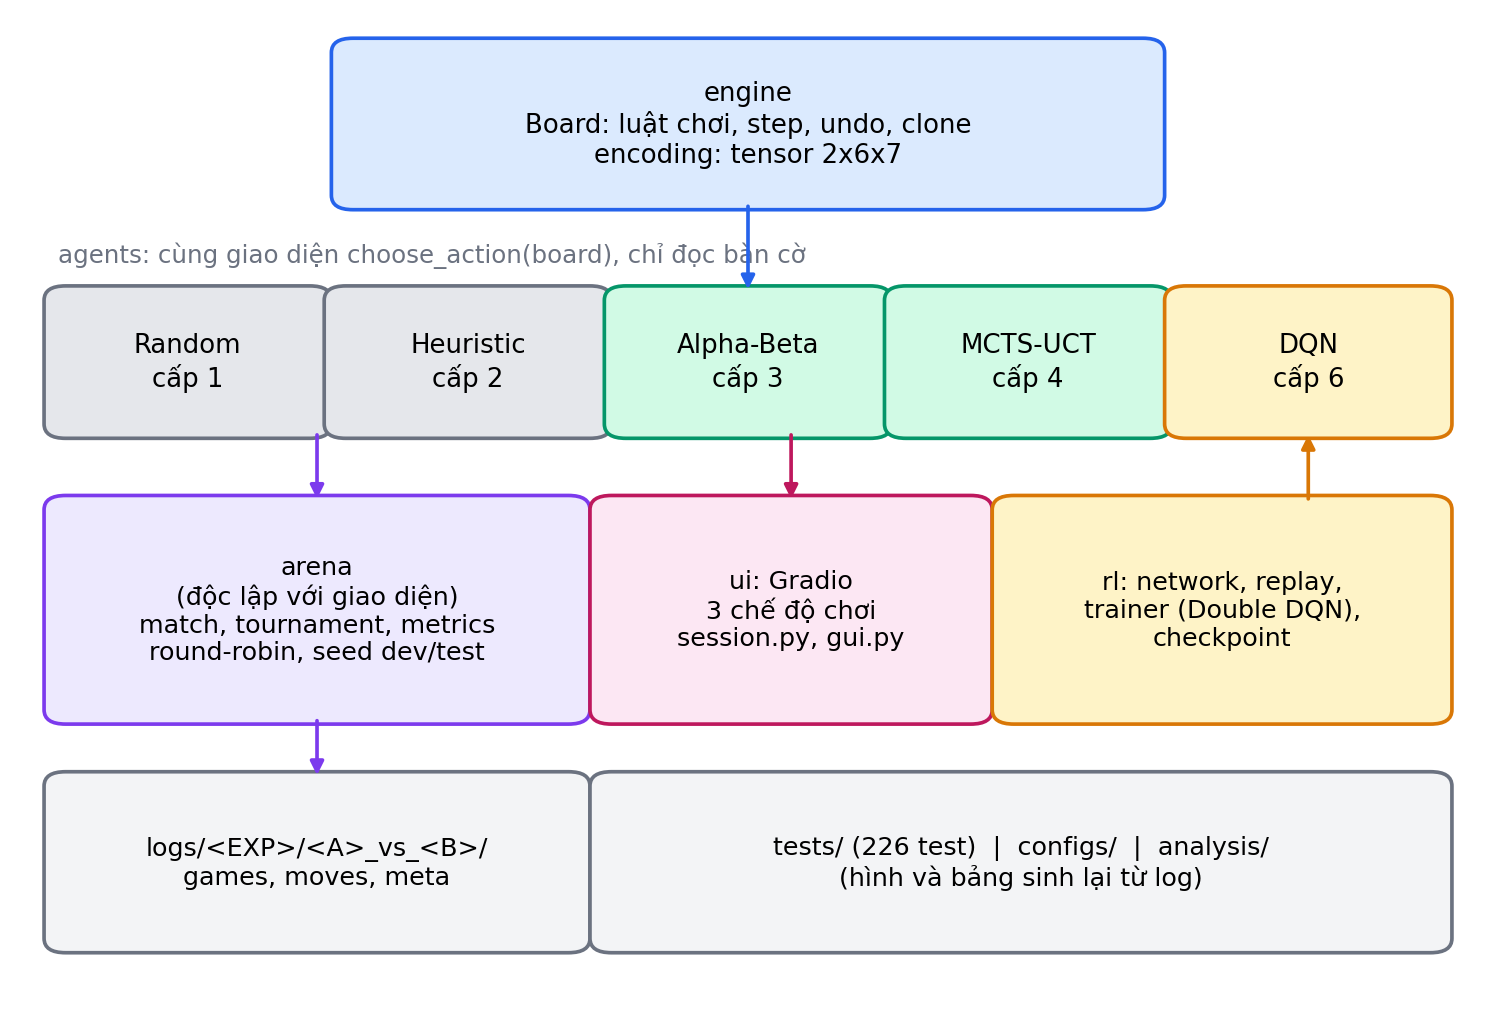 engine
Board: luật chơi, step, undo, clone
encoding: tensor 2x6x7
agents: cùng giao diện choose_action(board), chỉ đọc bàn cờ
Random
cấp 1
Heuristic
cấp 2
Alpha-Beta
cấp 3
MCTS-UCT
cấp 4
DQN
cấp 6
arena
(độc lập với giao diện)
match, tournament, metrics
round-robin, seed dev/test
ui: Gradio
3 chế độ chơi
session.py, gui.py
rl: network, replay,
trainer (Double DQN),
checkpoint
logs/<EXP>/<A>_vs_<B>/
games, moves, meta
tests/ (226 test)  |  configs/  |  analysis/
(hình và bảng sinh lại từ log)